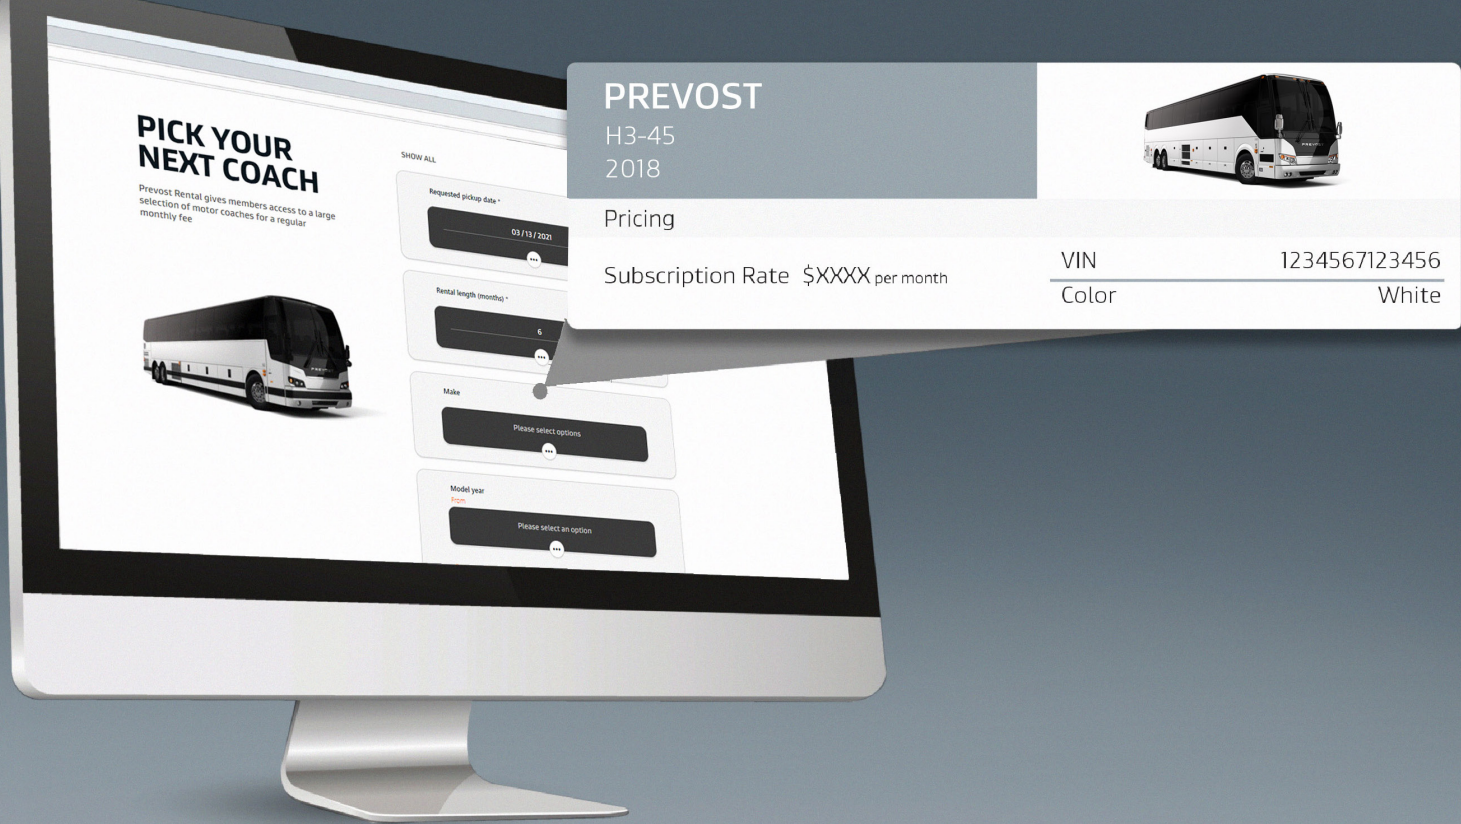 PICK YOUR
NEXT COACH
Prevost Rental gives members access to a large
selection of motor coaches for a regular
monthly fee
SHOW ALL
Requested pickup date *
03 / 13 / 2021
Rental length (months) *
6
Make
Please select options
Model year
From
Please select an option
PREVOST
H3-45
2018
PREVOST
Pricing
Subscription Rate $XXXX per month
VIN 1234567123456
Color White